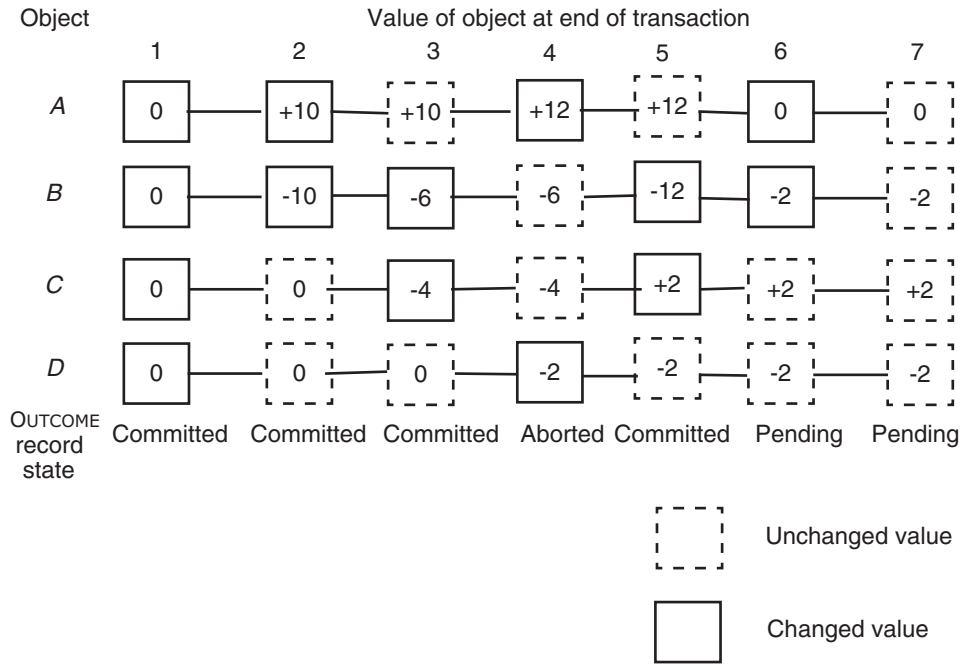 Object Value of object at end of transaction
1 2 3 4 5 6 7
A 0 +10 +10 +12 +12 0 0
B 0 -10 -6 -6 -12 -2 -2
C 0 0 -4 -4 +2 +2 +2
D 0 0 0 -2 -2 -2 -2
OUTCOME
record
state
Committed Committed Committed Aborted Committed Pending Pending
Unchanged value
Changed value